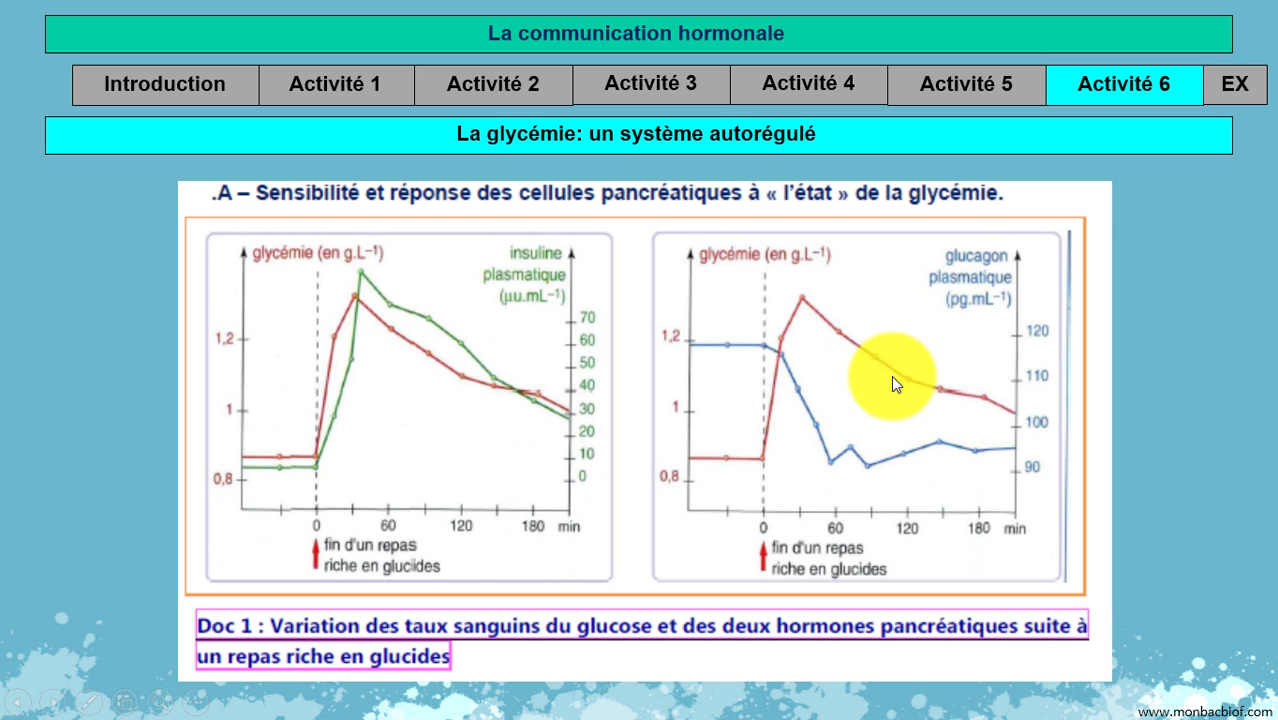 La communication hormonale
Introduction Activité 1 Activité 2 Activité 3 Activité 4 Activité 5 Activité 6 EX
La glycémie: un système autorégulé
.A – Sensibilité et réponse des cellules pancréatiques à « l'état » de la glycémie.
glycémie (en g.L⁻¹)
insuline
plasmatique
(µu.mL⁻¹)
1,2
1
0,8
70
60
50
40
30
20
10
0
0 60 120 180 min
fin d'un repas
riche en glucides
glycémie (en g.L⁻¹)
glucagon
plasmatique
(pg.mL⁻¹)
1,2
1
0,8
120
110
100
90
0 60 120 180 min
fin d'un repas
riche en glucides
Doc 1 : Variation des taux sanguins du glucose et des deux hormones pancréatiques suite à
un repas riche en glucides
www.monbacbiof.com